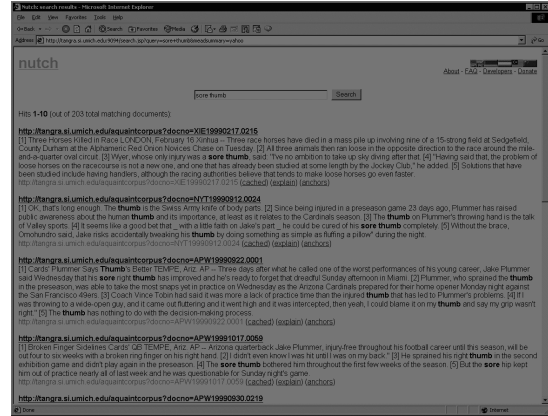 Nutch: search results - Microsoft Internet Explorer
File Edit View Favorites Tools Help
Back Search Favorites Media
Address http://tangra.si.umich.edu:8084/search.jsp?query=sore+thumb&readsummary=yahoo Go
nutch
About - FAQ - Developers - Donate
sore thumb Search
Hits 1-10 (out of 203 total matching documents):
http://tangra.si.umich.edu/aquaintcorpus?docno=XIE19990217.0215
[1] Three Horses Killed in Race LONDON, February 16 Xinhua -- Three race horses have died in a mass pile up involving nine of a 15-strong field at Sedgefield,
County Durham at the Alphameric Red Onion Novices Chase on Tuesday. [2] All three animals then ran loose in the opposite direction to the race around the mile-
and-a-quarter oval circuit. [3] Wyer, whose only injury was a sore thumb, said: "I've no ambition to take up sky diving after that. [4] "Having said that, the problem of
loose horses on the racecourse is not a new one, and one that has already been studied at some length by the Jockey Club," he added. [5] Solutions that have
been studied include having handlers, although the racing authorities believe that tends to make loose horses go even faster.
http://tangra.si.umich.edu/aquaintcorpus?docno=XIE19990217.0215 (cached) (explain) (anchors)
http://tangra.si.umich.edu/aquaintcorpus?docno=NYT19990912.0024
[1] OK, that's long enough. The thumb is the Swiss Army knife of body parts. [2] Since being injured in a preseason game 23 days ago, Plummer has raised
public awareness about the human thumb and its importance, at least as it relates to the Cardinals season. [3] The thumb on Plummer's throwing hand is the talk
of Valley sports. [4] It seems like a good bet that _ with a little faith on Jake's part _ he could be cured of his sore thumb completely. [5] Without the brace,
Omohundro said, Jake risks accidentally tweaking his thumb by doing something as simple as fluffing a pillow" during the night.
http://tangra.si.umich.edu/aquaintcorpus?docno=NYT19990912.0024 (cached) (explain) (anchors)
http://tangra.si.umich.edu/aquaintcorpus?docno=APW19990922.0001
[1] Cards' Plummer Says Thumb's Better TEMPE, Ariz. AP -- Three days after what he called one of the worst performances of his young career, Jake Plummer
said Wednesday that his sore right thumb had improved and he's ready to forget that dreadful Sunday afternoon in Miami. [2] Plummer, who sprained the thumb
in the preseason, was able to take the most snaps yet in practice on Wednesday as the Arizona Cardinals prepared for their home opener Monday night against
the San Francisco 49ers. [3] Coach Vince Tobin had said it was more a lack of practice time than the injured thumb that has led to Plummer's problems. [4] If I
was throwing to a wide-open guy, and it came out fluttering and it went high and it was intercepted, then yeah, I could blame it on my thumb and say my grip wasn't
right." [5] The thumb has nothing to do with the decision-making process.
http://tangra.si.umich.edu/aquaintcorpus?docno=APW19990922.0001 (cached) (explain) (anchors)
http://tangra.si.umich.edu/aquaintcorpus?docno=APW19991017.0059
[1] Broken Finger Sidelines Cards' QB TEMPE, Ariz. AP -- Arizona quarterback Jake Plummer, injury-free throughout his football career until this season, will be
out four to six weeks with a broken ring finger on his right hand. [2] I didn't even know I was hit until I was on my back." [3] He sprained his right thumb in the second
exhibition game and didn't play again in the preseason. [4] The sore thumb bothered him throughout the first few weeks of the season. [5] But the sore hip kept
him out of practice nearly all of last week and he was questionable for Sunday night's game.
http://tangra.si.umich.edu/aquaintcorpus?docno=APW19991017.0059 (cached) (explain) (anchors)
http://tangra.si.umich.edu/aquaintcorpus?docno=APW19990930.0219
Done Internet